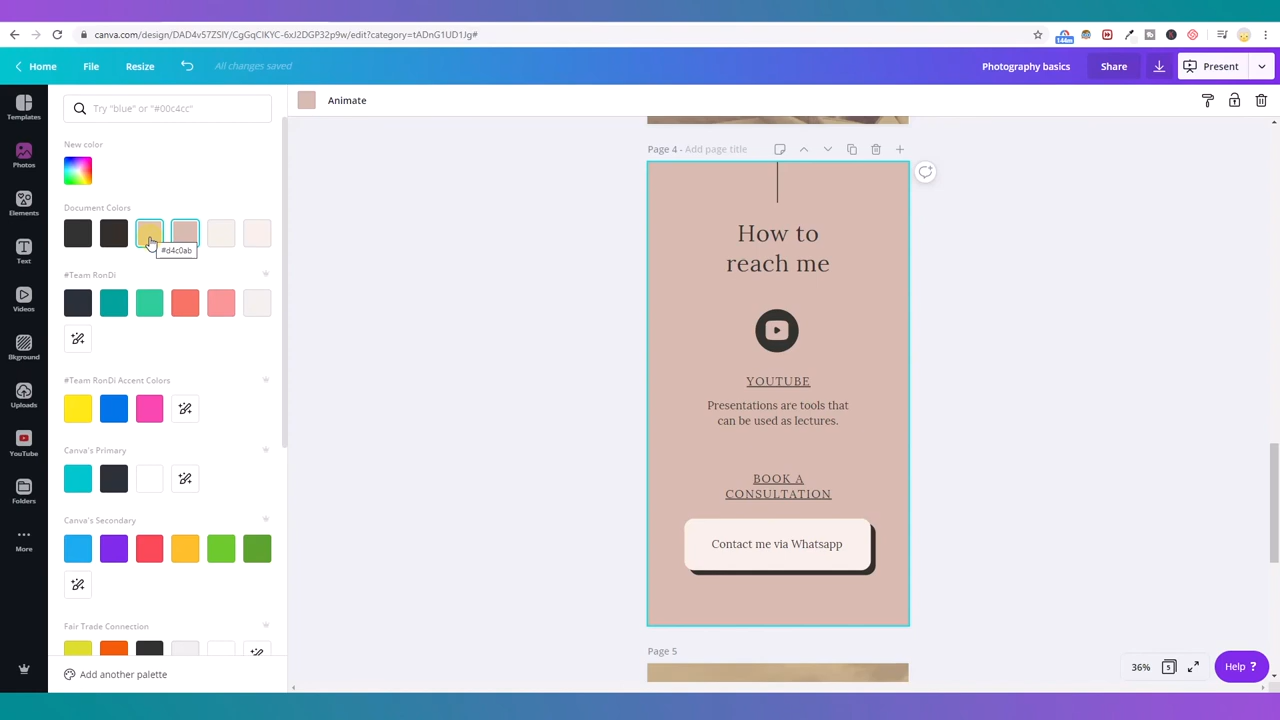 canva.com/design/DAD4v57ZSIY/CgGqCIKYC-6xJ2DGP32p9w/edit?category=tADnG1UD1Jg#
144m
Home
File
Resize
All changes saved
Photography basics
Share
Present
Templates
Photos
Elements
Text
Videos
Bkground
Uploads
YouTube
Folders
More
Try "blue" or "#00c4cc"
New color
Document Colors
#d4c0ab
#Team RonDi
#Team RonDi Accent Colors
Canva's Primary
Canva's Secondary
Fair Trade Connection
Add another palette
Animate
Page 4 - Add page title
How to
reach me
YOUTUBE
Presentations are tools that
can be used as lectures.
BOOK A
CONSULTATION
Contact me via Whatsapp
Page 5
36%
5
Help ?